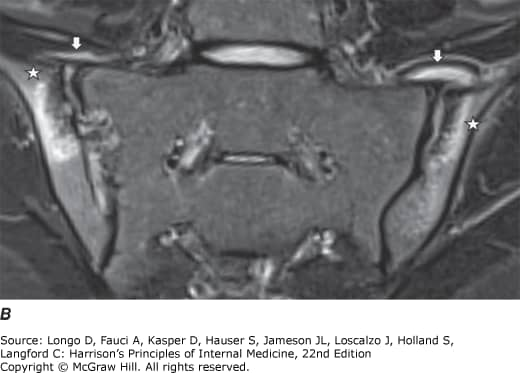 B
Source: Longo D, Fauci A, Kasper D, Hauser S, Jameson JL, Loscalzo J, Holland S,
Langford C: Harrison's Principles of Internal Medicine, 22nd Edition
Copyright © McGraw Hill. All rights reserved.